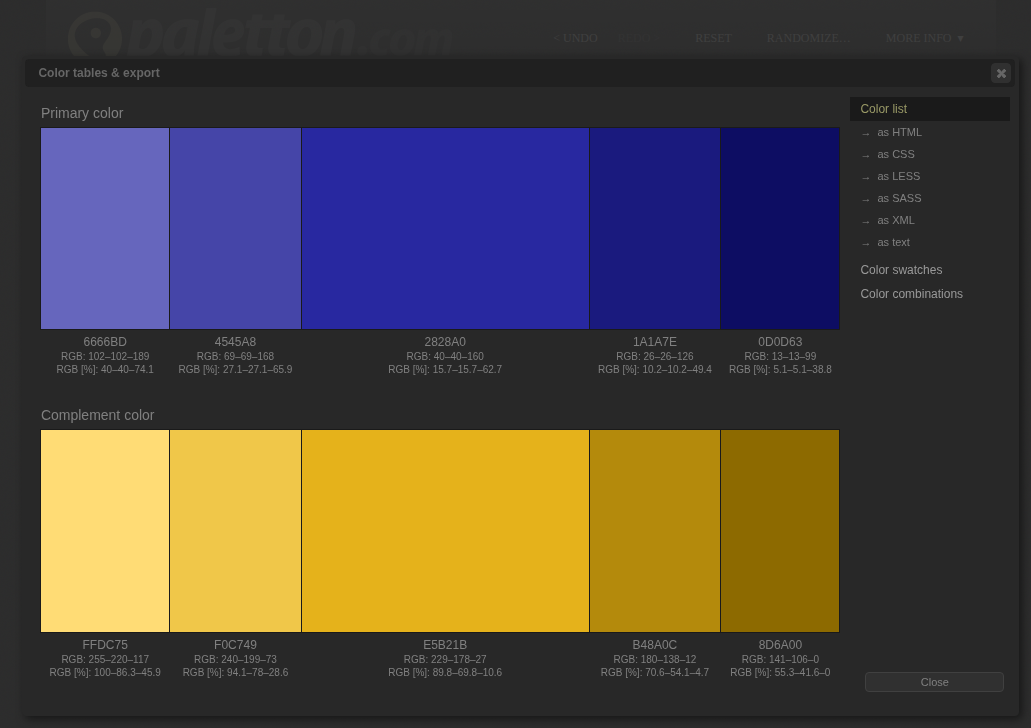 paletton.com
< UNDO
RESET
RANDOMIZE...
MORE INFO ▼
Color tables & export
Primary color
6666BD
RGB: 102–102–189
RGB [%]: 40–40–74.1
4545A8
RGB: 69–69–168
RGB [%]: 27.1–27.1–65.9
2828A0
RGB: 40–40–160
RGB [%]: 15.7–15.7–62.7
1A1A7E
RGB: 26–26–126
RGB [%]: 10.2–10.2–49.4
0D0D63
RGB: 13–13–99
RGB [%]: 5.1–5.1–38.8
Complement color
FFDC75
RGB: 255–220–117
RGB [%]: 100–86.3–45.9
F0C749
RGB: 240–199–73
RGB [%]: 94.1–78–28.6
E5B21B
RGB: 229–178–27
RGB [%]: 89.8–69.8–10.6
B48A0C
RGB: 180–138–12
RGB [%]: 70.6–54.1–4.7
8D6A00
RGB: 141–106–0
RGB [%]: 55.3–41.6–0
Color list
→ as HTML
→ as CSS
→ as LESS
→ as SASS
→ as XML
→ as text
Color swatches
Color combinations
Close